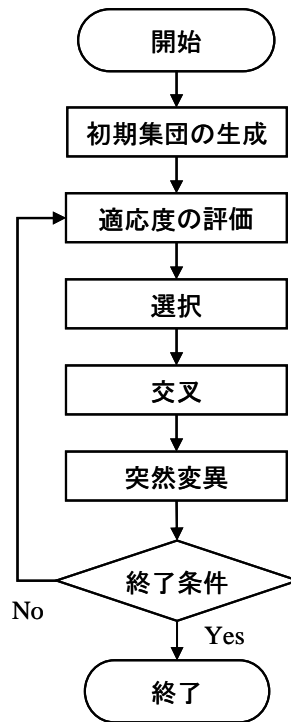 開始
初期集団の生成
適応度の評価
選択
交叉
突然変異
終了条件
No
Yes
終了